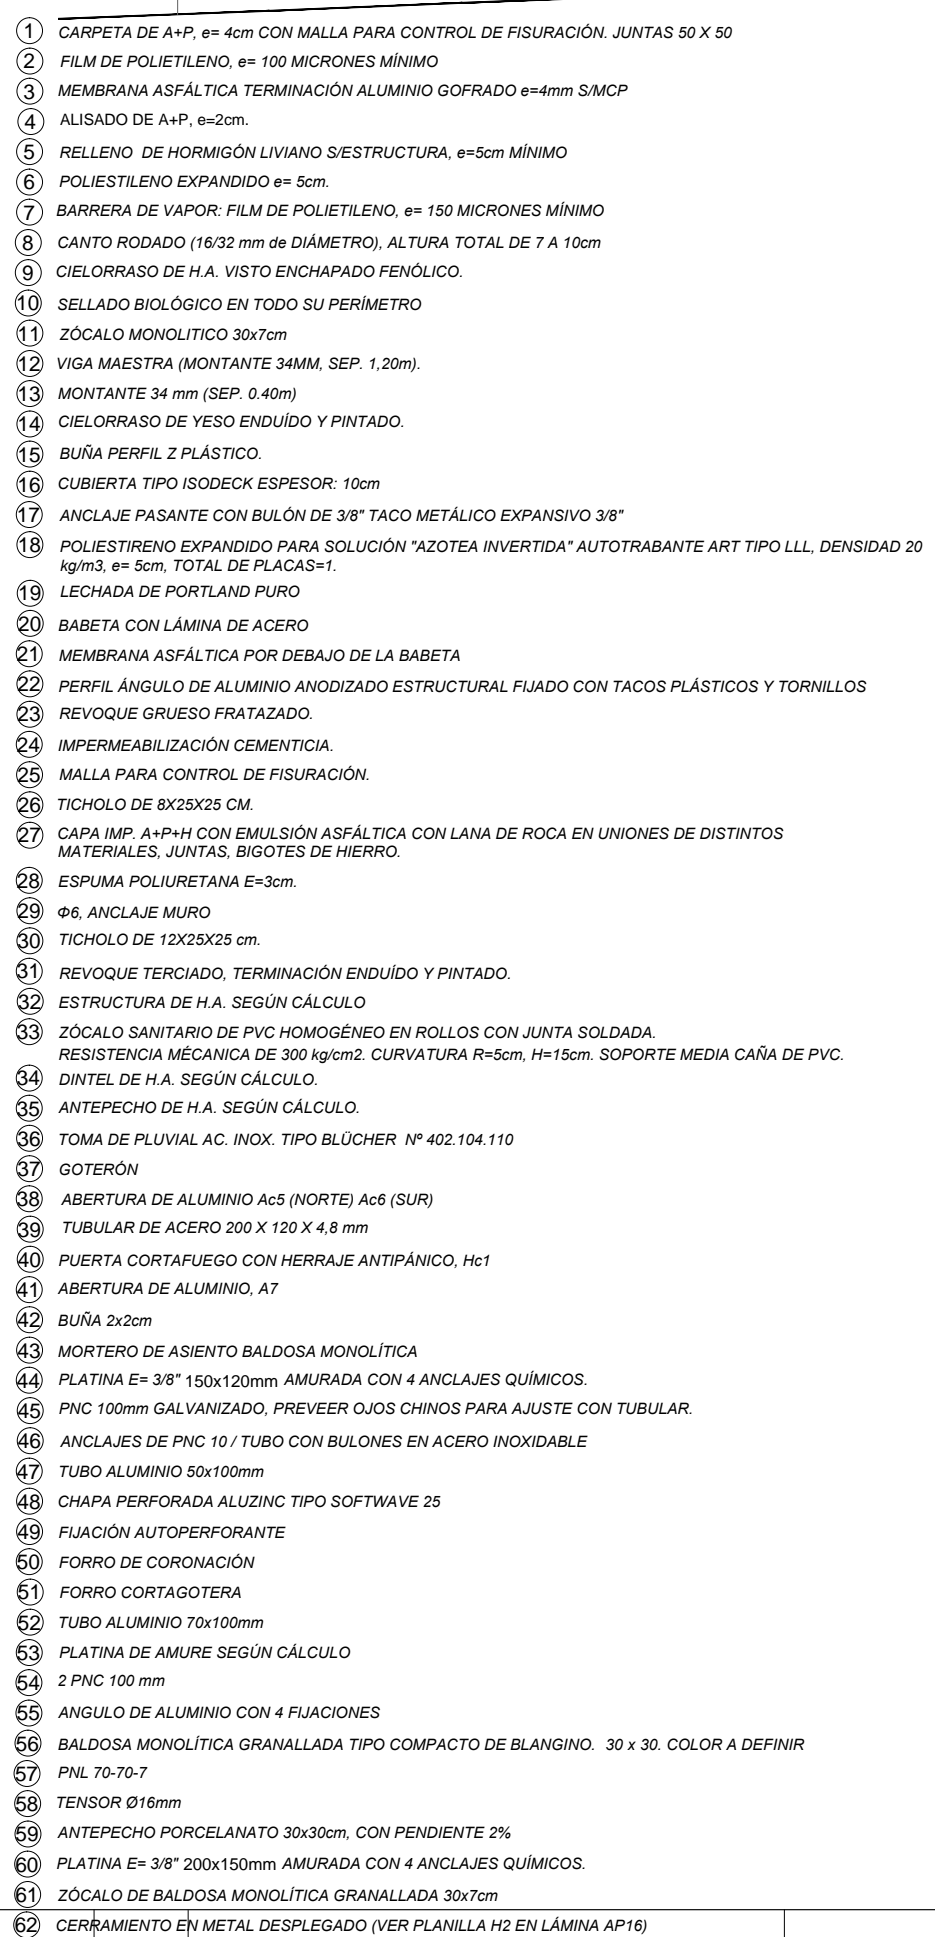 1 CARPETA DE A+P, e= 4cm CON MALLA PARA CONTROL DE FISURACIÓN. JUNTAS 50 X 50
2 FILM DE POLIETILENO, e= 100 MICRONES MÍNIMO
3 MEMBRANA ASFÁLTICA TERMINACIÓN ALUMINIO GOFRADO e=4mm S/MCP
4 ALISADO DE A+P, e=2cm.
5 RELLENO DE HORMIGÓN LIVIANO S/ESTRUCTURA, e=5cm MÍNIMO
6 POLIESTILENO EXPANDIDO e= 5cm.
7 BARRERA DE VAPOR: FILM DE POLIETILENO, e= 150 MICRONES MÍNIMO
8 CANTO RODADO (16/32 mm de DIÁMETRO), ALTURA TOTAL DE 7 A 10cm
9 CIELORRASO DE H.A. VISTO ENCHAPADO FENÓLICO.
10 SELLADO BIOLÓGICO EN TODO SU PERÍMETRO
11 ZÓCALO MONOLITICO 30x7cm
12 VIGA MAESTRA (MONTANTE 34MM, SEP. 1,20m).
13 MONTANTE 34 mm (SEP. 0.40m)
14 CIELORRASO DE YESO ENDUÍDO Y PINTADO.
15 BUÑA PERFIL Z PLÁSTICO.
16 CUBIERTA TIPO ISODECK ESPESOR: 10cm
17 ANCLAJE PASANTE CON BULÓN DE 3/8" TACO METÁLICO EXPANSIVO 3/8"
18 POLIESTIRENO EXPANDIDO PARA SOLUCIÓN "AZOTEA INVERTIDA" AUTOTRABANTE ART TIPO LLL, DENSIDAD 20
kg/m3, e= 5cm, TOTAL DE PLACAS=1.
19 LECHADA DE PORTLAND PURO
20 BABETA CON LÁMINA DE ACERO
21 MEMBRANA ASFÁLTICA POR DEBAJO DE LA BABETA
22 PERFIL ÁNGULO DE ALUMINIO ANODIZADO ESTRUCTURAL FIJADO CON TACOS PLÁSTICOS Y TORNILLOS
23 REVOQUE GRUESO FRATAZADO.
24 IMPERMEABILIZACIÓN CEMENTICIA.
25 MALLA PARA CONTROL DE FISURACIÓN.
26 TICHOLO DE 8X25X25 CM.
27 CAPA IMP. A+P+H CON EMULSIÓN ASFÁLTICA CON LANA DE ROCA EN UNIONES DE DISTINTOS
MATERIALES, JUNTAS, BIGOTES DE HIERRO.
28 ESPUMA POLIURETANA E=3cm.
29 Φ6, ANCLAJE MURO
30 TICHOLO DE 12X25X25 cm.
31 REVOQUE TERCIADO, TERMINACIÓN ENDUÍDO Y PINTADO.
32 ESTRUCTURA DE H.A. SEGÚN CÁLCULO
33 ZÓCALO SANITARIO DE PVC HOMOGÉNEO EN ROLLOS CON JUNTA SOLDADA.
RESISTENCIA MÉCANICA DE 300 kg/cm2. CURVATURA R=5cm, H=15cm. SOPORTE MEDIA CAÑA DE PVC.
34 DINTEL DE H.A. SEGÚN CÁLCULO.
35 ANTEPECHO DE H.A. SEGÚN CÁLCULO.
36 TOMA DE PLUVIAL AC. INOX. TIPO BLÜCHER Nº 402.104.110
37 GOTERÓN
38 ABERTURA DE ALUMINIO Ac5 (NORTE) Ac6 (SUR)
39 TUBULAR DE ACERO 200 X 120 X 4,8 mm
40 PUERTA CORTAFUEGO CON HERRAJE ANTIPÁNICO, Hc1
41 ABERTURA DE ALUMINIO, A7
42 BUÑA 2x2cm
43 MORTERO DE ASIENTO BALDOSA MONOLÍTICA
44 PLATINA E= 3/8" 150x120mm AMURADA CON 4 ANCLAJES QUÍMICOS.
45 PNC 100mm GALVANIZADO, PREVEER OJOS CHINOS PARA AJUSTE CON TUBULAR.
46 ANCLAJES DE PNC 10 / TUBO CON BULONES EN ACERO INOXIDABLE
47 TUBO ALUMINIO 50x100mm
48 CHAPA PERFORADA ALUZINC TIPO SOFTWAVE 25
49 FIJACIÓN AUTOPERFORANTE
50 FORRO DE CORONACIÓN
51 FORRO CORTAGOTERA
52 TUBO ALUMINIO 70x100mm
53 PLATINA DE AMURE SEGÚN CÁLCULO
54 2 PNC 100 mm
55 ANGULO DE ALUMINIO CON 4 FIJACIONES
56 BALDOSA MONOLÍTICA GRANALLADA TIPO COMPACTO DE BLANGINO. 30 x 30. COLOR A DEFINIR
57 PNL 70-70-7
58 TENSOR Ø16mm
59 ANTEPECHO PORCELANATO 30x30cm, CON PENDIENTE 2%
60 PLATINA E= 3/8" 200x150mm AMURADA CON 4 ANCLAJES QUÍMICOS.
61 ZÓCALO DE BALDOSA MONOLÍTICA GRANALLADA 30x7cm
62 CERRAMIENTO EN METAL DESPLEGADO (VER PLANILLA H2 EN LÁMINA AP16)